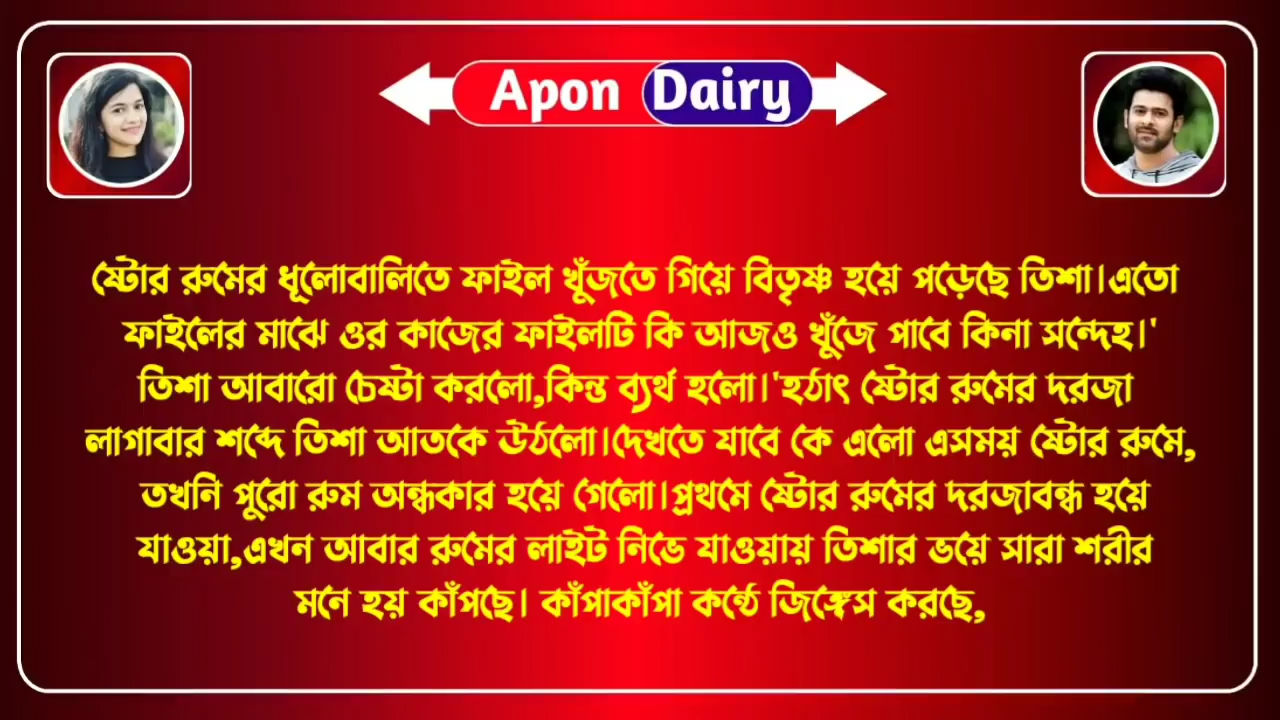 Apon Dairy
ষ্টোর রুমের ধূলোবালিতে ফাইল খুঁজতে গিয়ে বিতৃষ্ণ হয়ে পড়েছে তিশা।এতো
ফাইলের মাঝে ওর কাজের ফাইলটি কি আজও খুঁজে পাবে কিনা সন্দেহ।'
তিশা আবারো চেষ্টা করলো,কিন্ত ব্যর্থ হলো।'হঠাৎ ষ্টোর রুমের দরজা
লাগাবার শব্দে তিশা আতকে উঠলো।দেখতে যাবে কে এলো এসময় ষ্টোর রুমে,
তখনি পুরো রুম অন্ধকার হয়ে গেলো।প্রথমে ষ্টোর রুমের দরজাবন্ধ হয়ে
যাওয়া,এখন আবার রুমের লাইট নিভে যাওয়ায় তিশার ভয়ে সারা শরীর
মনে হয় কাঁপছে। কাঁপাকাঁপা কন্ঠে জিঙ্গেস করছে,